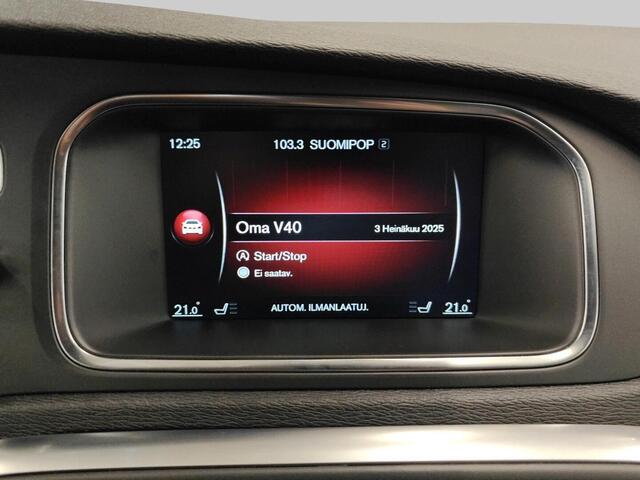 12:25 103.3 SUOMIPOP 2
Oma V40 3 Heinäkuu 2025
A Start/Stop
Ei saatav.
21.0° AUTOM. ILMANLAATUJ. 21.0°